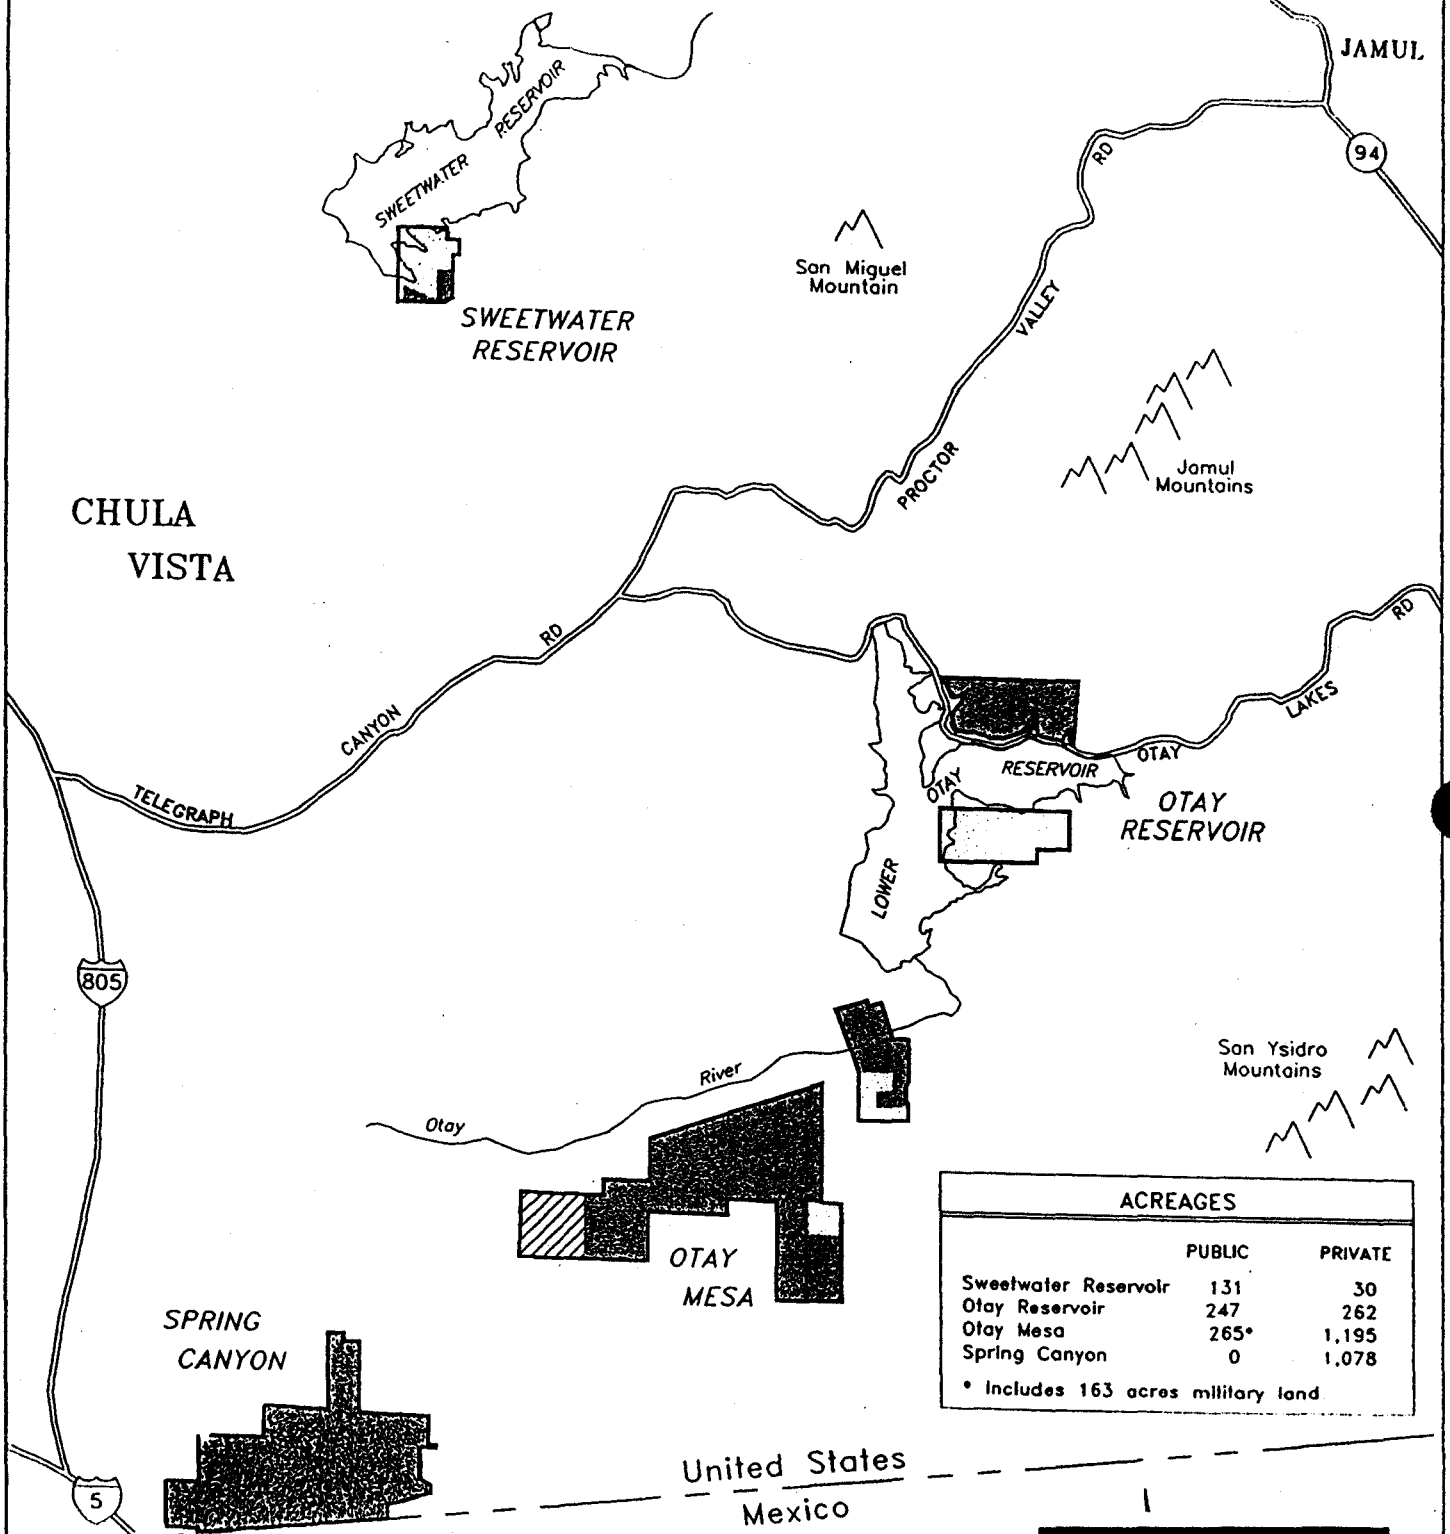 JAMUL
RESERVOIR
SWEETWATER
RD
94
San Miguel
Mountain
SWEETWATER
RESERVOIR
VALLEY
PROCTOR
Jamul
Mountains
CHULA
VISTA
RD
RD
CANYON
LAKES
TELEGRAPH
OTAY
RESERVOIR
OTAY
OTAY
RESERVOIR
LOWER
805
San Ysidro
Mountains
River
Otay
ACREAGES
PUBLIC PRIVATE
Sweetwater Reservoir 131 30
Otay Reservoir 247 262
Otay Mesa 265* 1,195
Spring Canyon 0 1,078
* Includes 163 acres military land
OTAY
MESA
SPRING
CANYON
United States
Mexico
5